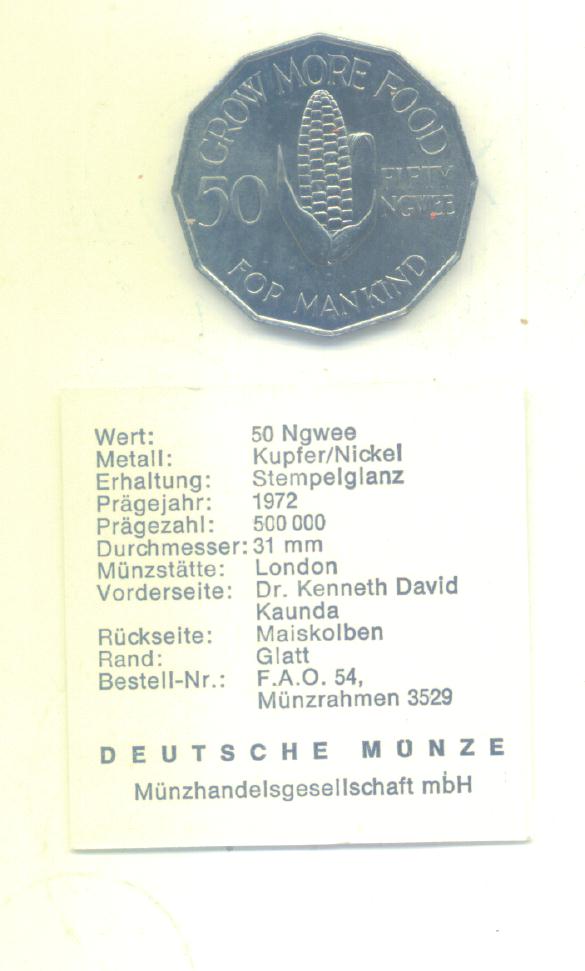 GROW MORE FOOD
50
FIFTY
NGWEE
FOR MANKIND
Wert: 50 Ngwee
Metall: Kupfer/Nickel
Erhaltung: Stempelglanz
Prägejahr: 1972
Prägezahl: 500 000
Durchmesser: 31 mm
Münzstätte: London
Vorderseite: Dr. Kenneth David
Kaunda
Rückseite: Maiskolben
Rand: Glatt
Bestell-Nr.: F.A.O. 54,
Münzrahmen 3529
DEUTSCHE MÜNZE
Münzhandelsgesellschaft mbH